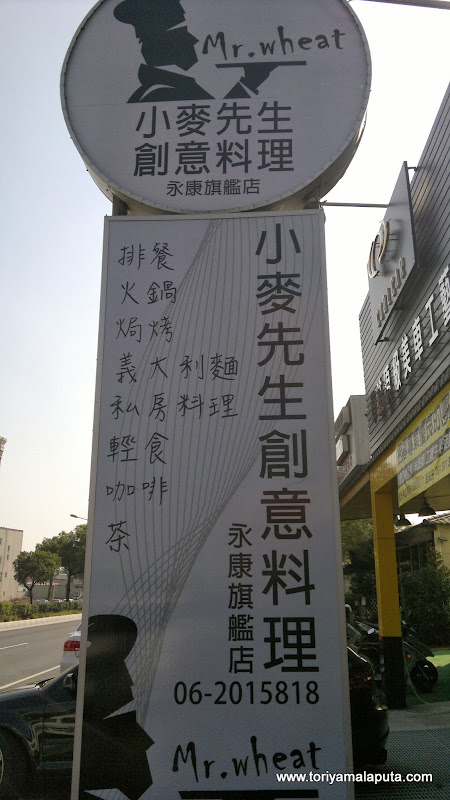 Mr.wheat
小麥先生
創意料理
永康旗艦店
小麥先生創意料理
永康旗艦店
排餐
火鍋
焗烤
義大利麵
私房料理
輕食
咖啡
茶
06-2015818
Mr.wheat
www.toriyamalaputa.com